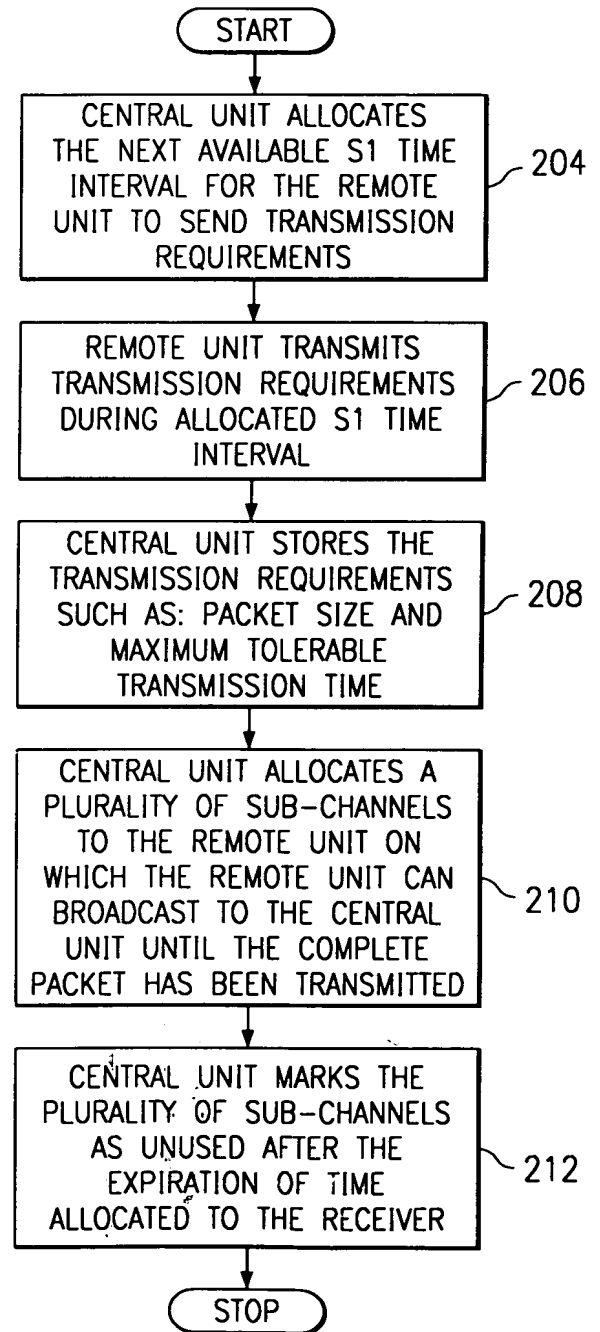 START
CENTRAL UNIT ALLOCATES
THE NEXT AVAILABLE S1 TIME
INTERVAL FOR THE REMOTE
UNIT TO SEND TRANSMISSION
REQUIREMENTS
204
REMOTE UNIT TRANSMITS
TRANSMISSION REQUIREMENTS
DURING ALLOCATED S1 TIME
INTERVAL
206
CENTRAL UNIT STORES THE
TRANSMISSION REQUIREMENTS
SUCH AS: PACKET SIZE AND
MAXIMUM TOLERABLE
TRANSMISSION TIME
208
CENTRAL UNIT ALLOCATES A
PLURALITY OF SUB-CHANNELS
TO THE REMOTE UNIT ON
WHICH THE REMOTE UNIT CAN
BROADCAST TO THE CENTRAL
UNIT UNTIL THE COMPLETE
PACKET HAS BEEN TRANSMITTED
210
CENTRAL UNIT MARKS THE
PLURALITY OF SUB-CHANNELS
AS UNUSED AFTER THE
EXPIRATION OF TIME
ALLOCATED TO THE RECEIVER
212
STOP